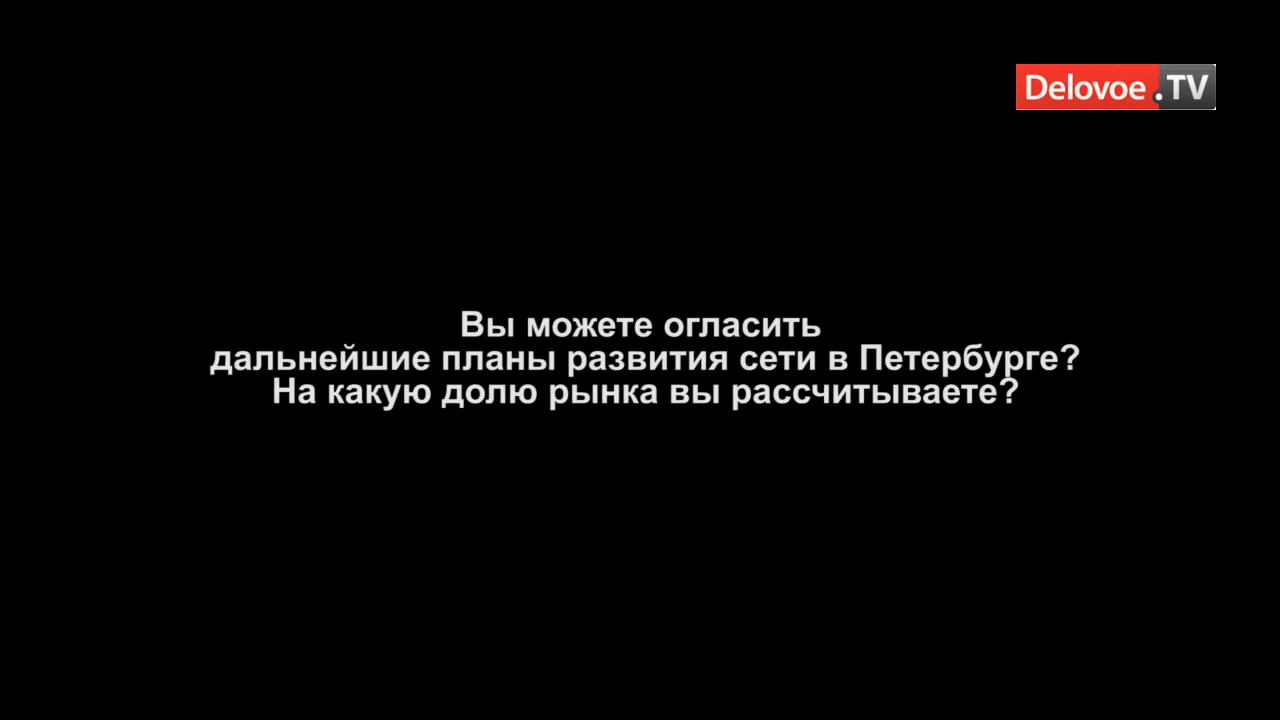 Delovoe.TV
Вы можете огласить
дальнейшие планы развития сети в Петербурге?
На какую долю рынка вы рассчитываете?